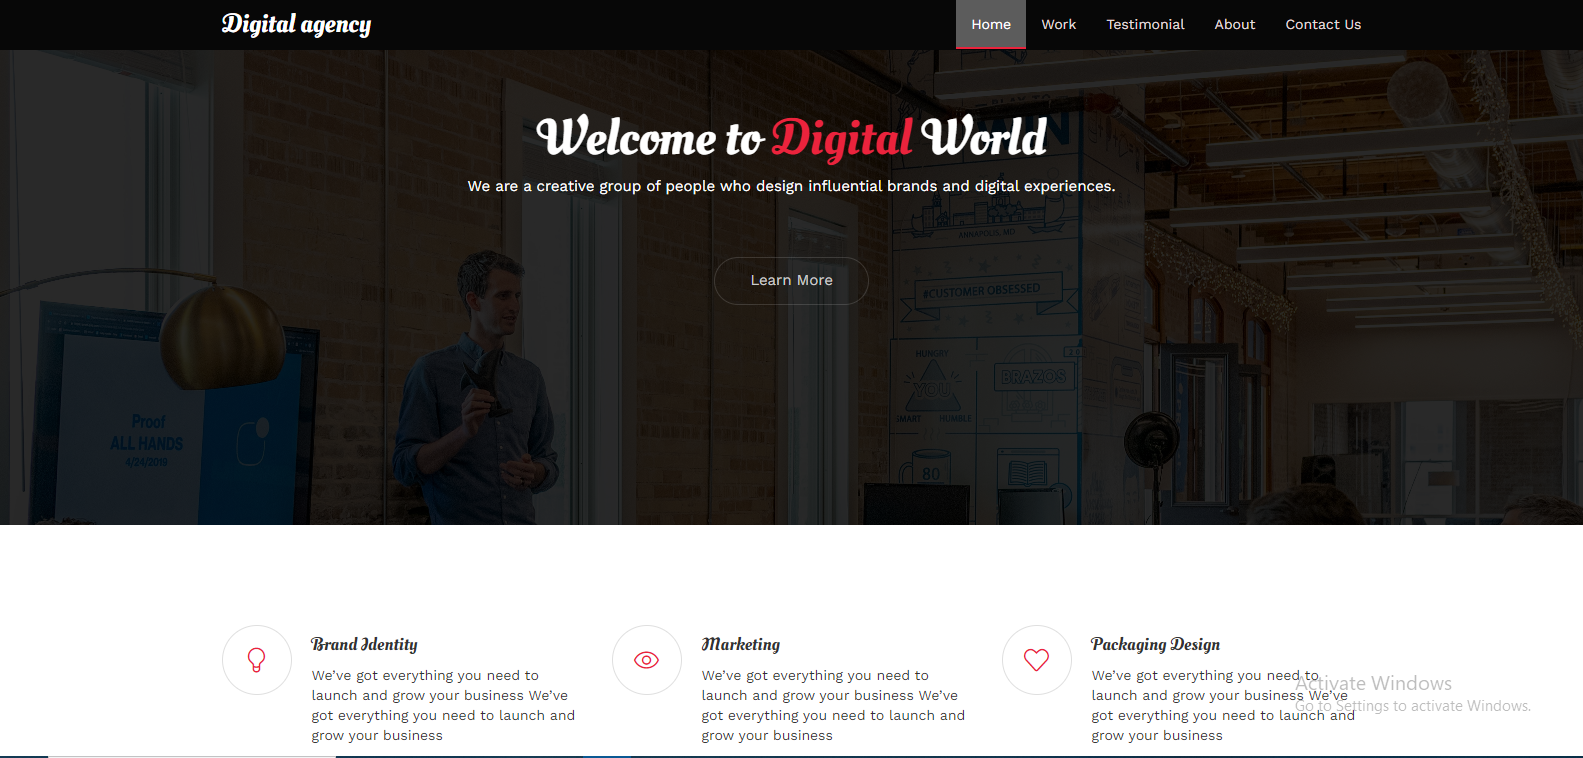 Digital agency
Home
Work
Testimonial
About
Contact Us
Welcome to Digital World
We are a creative group of people who design influential brands and digital experiences.
Learn More
ANNAPOLIS, MD
#CUSTOMER OBSESSED
2.0
HUNGRY
YOU
SMART HUMBLE
BRAZOS
80
Proof
ALL HANDS
4/24/2019
Brand Identity
We've got everything you need to
launch and grow your business We've
got everything you need to launch and
grow your business
Marketing
We've got everything you need to
launch and grow your business We've
got everything you need to launch and
grow your business
Packaging Design
We've got everything you need to
launch and grow your business We've
got everything you need to launch and
grow your business
Activate Windows
Go to Settings to activate Windows.